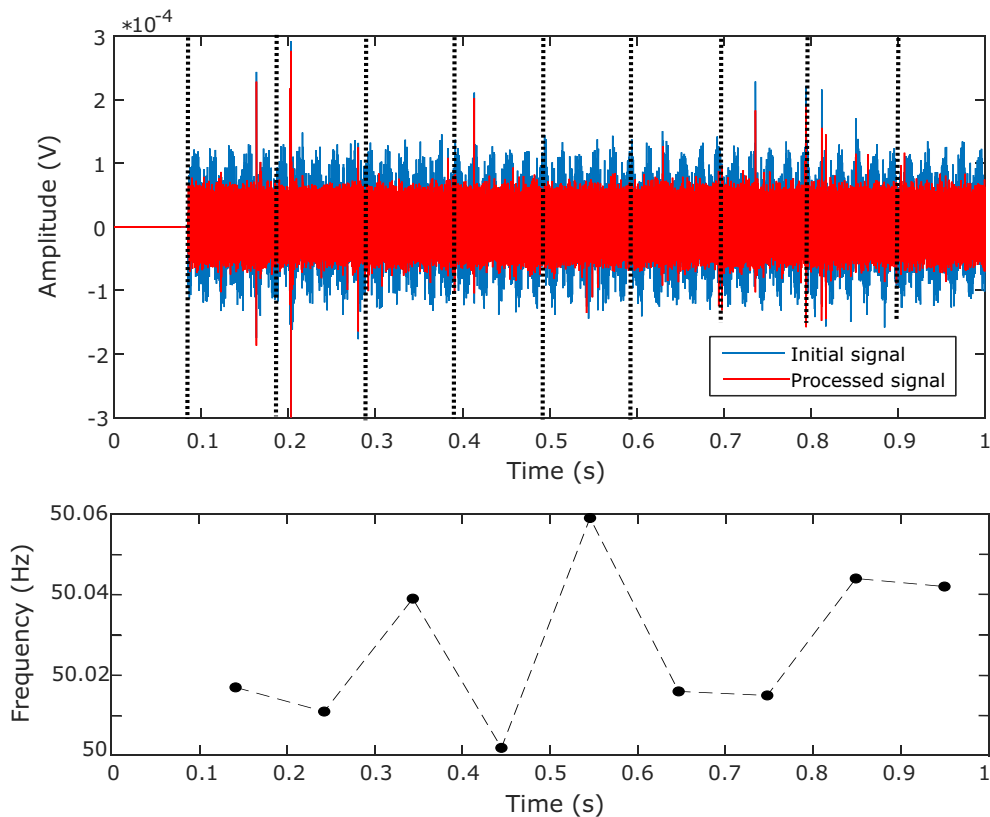 *10-4
3
2
1
0
-1
-2
-3
Amplitude (V)
Initial signal
Processed signal
0 0.1 0.2 0.3 0.4 0.5 0.6 0.7 0.8 0.9 1
Time (s)
50.06
50.04
50.02
50
Frequency (Hz)
0 0.1 0.2 0.3 0.4 0.5 0.6 0.7 0.8 0.9 1
Time (s)